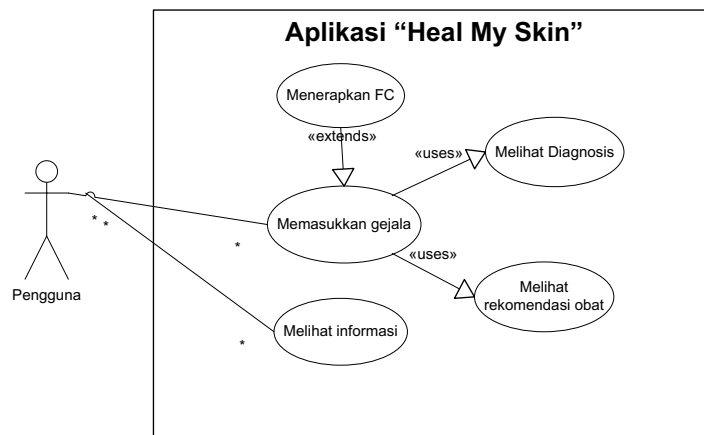 Aplikasi “Heal My Skin”
Menerapkan FC
«extends»
«uses»
Melihat Diagnosis
* *
Memasukkan gejala
*
«uses»
Pengguna
Melihat
rekomendasi obat
Melihat informasi
*